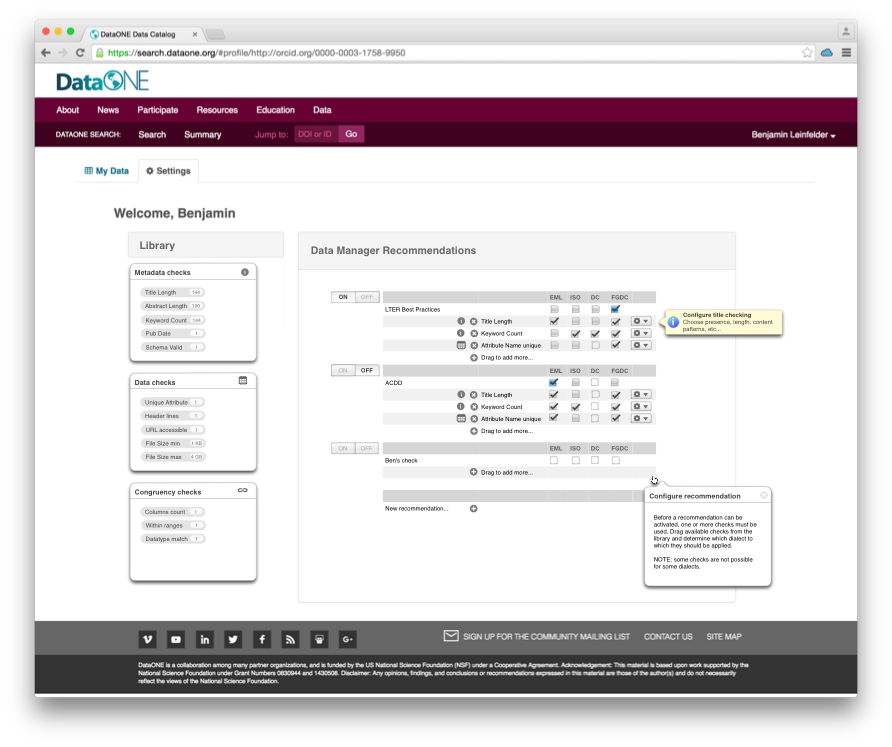 DataONE Data Catalog
https://search.dataone.org/#profile/http://orcid.org/0000-0003-1758-9950
DataONE
About News Participate Resources Education Data
DATAONE SEARCH: Search Summary Jump to: DOI or ID Go Benjamin Leinfelder
My Data Settings
Welcome, Benjamin
Library
Metadata checks
Title Length 144
Abstract Length 100
Keyword Count 144
Pub Date 1
Schema Valid 1
Data checks
Unique Attribute 1
Header lines 1
URL accessible 1
File Size min 1 KB
File Size max 4 GB
Congruency checks
Columns count 1
Within ranges 1
Datatype match 1
Data Manager Recommendations
ON OFF EML ISO DC FGDC
LTER Best Practices
Title Length
Keyword Count
Attribute Name unique
Drag to add more...
ON OFF EML ISO DC FGDC
ACDD
Title Length
Keyword Count
Attribute Name unique
Drag to add more...
ON OFF EML ISO DC FGDC
Ben's check
Drag to add more...
New recommendation...
Configure title checking
Choose presence, length, content
patterns, etc...
Configure recommendation
Before a recommendation can be
activated, one or more checks must be
used. Drag available checks from the
library and determine which dialect to
which they should be applied.
NOTE: some checks are not possible
for some dialects.
SIGN UP FOR THE COMMUNITY MAILING LIST CONTACT US SITE MAP
DataONE is a collaboration among many partner organizations, and is funded by the US National Science Foundation (NSF) under a Cooperative Agreement. Acknowledgement: This material is based upon work supported by the
National Science Foundation under Grant Numbers 0830944 and 1430508. Disclaimer: Any opinions, findings, and conclusions or recommendations expressed in this material are those of the author(s) and do not necessarily
reflect the views of the National Science Foundation.